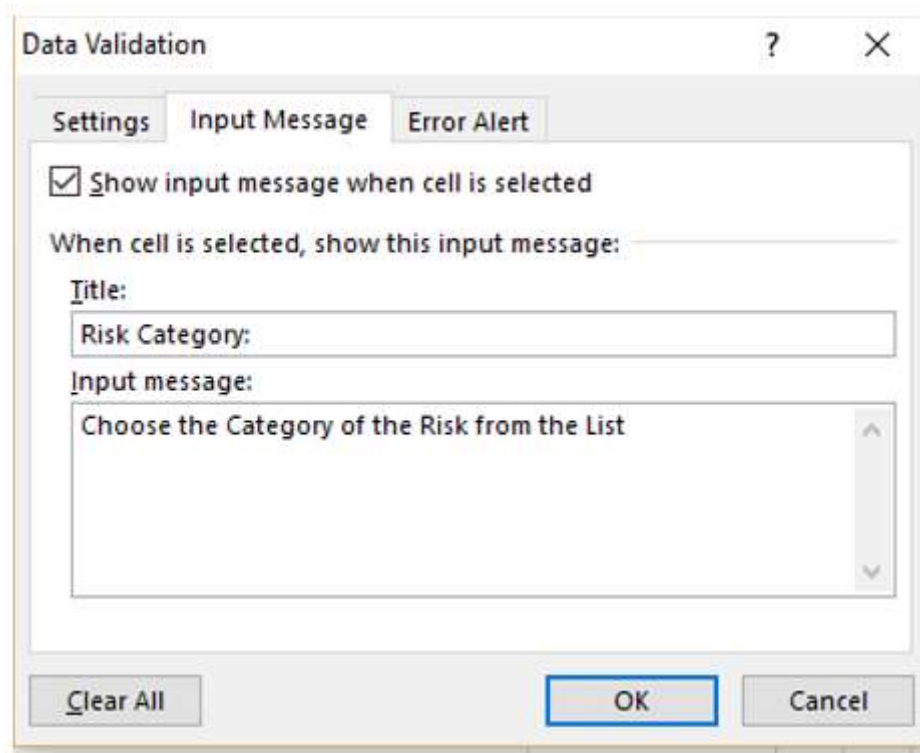 Data Validation ?
Settings Input Message Error Alert
Show input message when cell is selected
When cell is selected, show this input message:
Title:
Risk Category:
Input message:
Choose the Category of the Risk from the List
Clear All OK Cancel